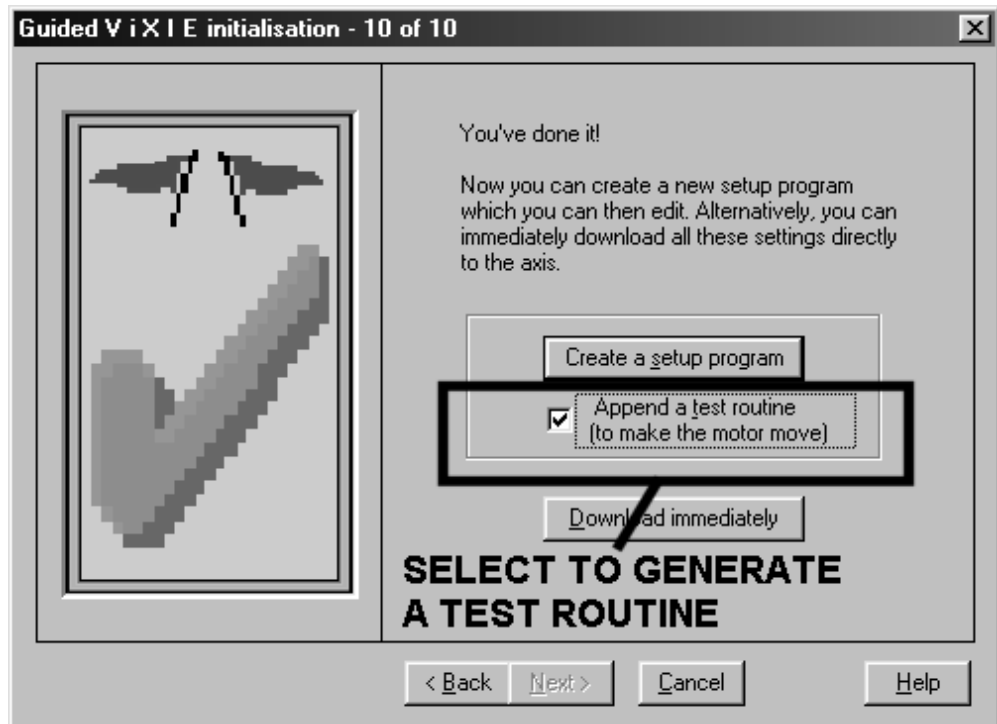 Guided V i X I E initialisation - 10 of 10
You've done it!
Now you can create a new setup program
which you can then edit. Alternatively, you can
immediately download all these settings directly
to the axis.
Create a setup program
Append a test routine
(to make the motor move)
Download immediately
SELECT TO GENERATE
A TEST ROUTINE
< Back
Next >
Cancel
Help